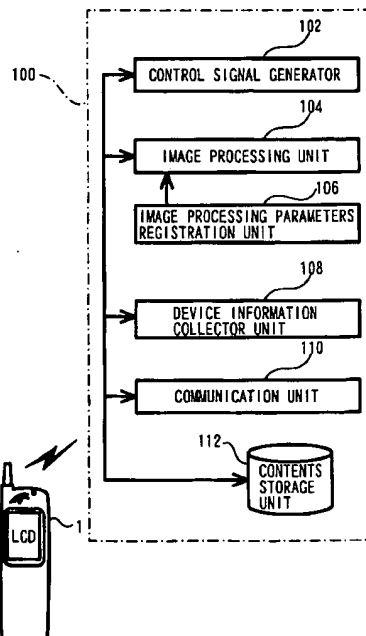 102
100
CONTROL SIGNAL GENERATOR
104
IMAGE PROCESSING UNIT
106
IMAGE PROCESSING PARAMETERS
REGISTRATION UNIT
108
DEVICE INFORMATION
COLLECTOR UNIT
110
COMMUNICATION UNIT
112
CONTENTS
STORAGE
UNIT
1
LCD